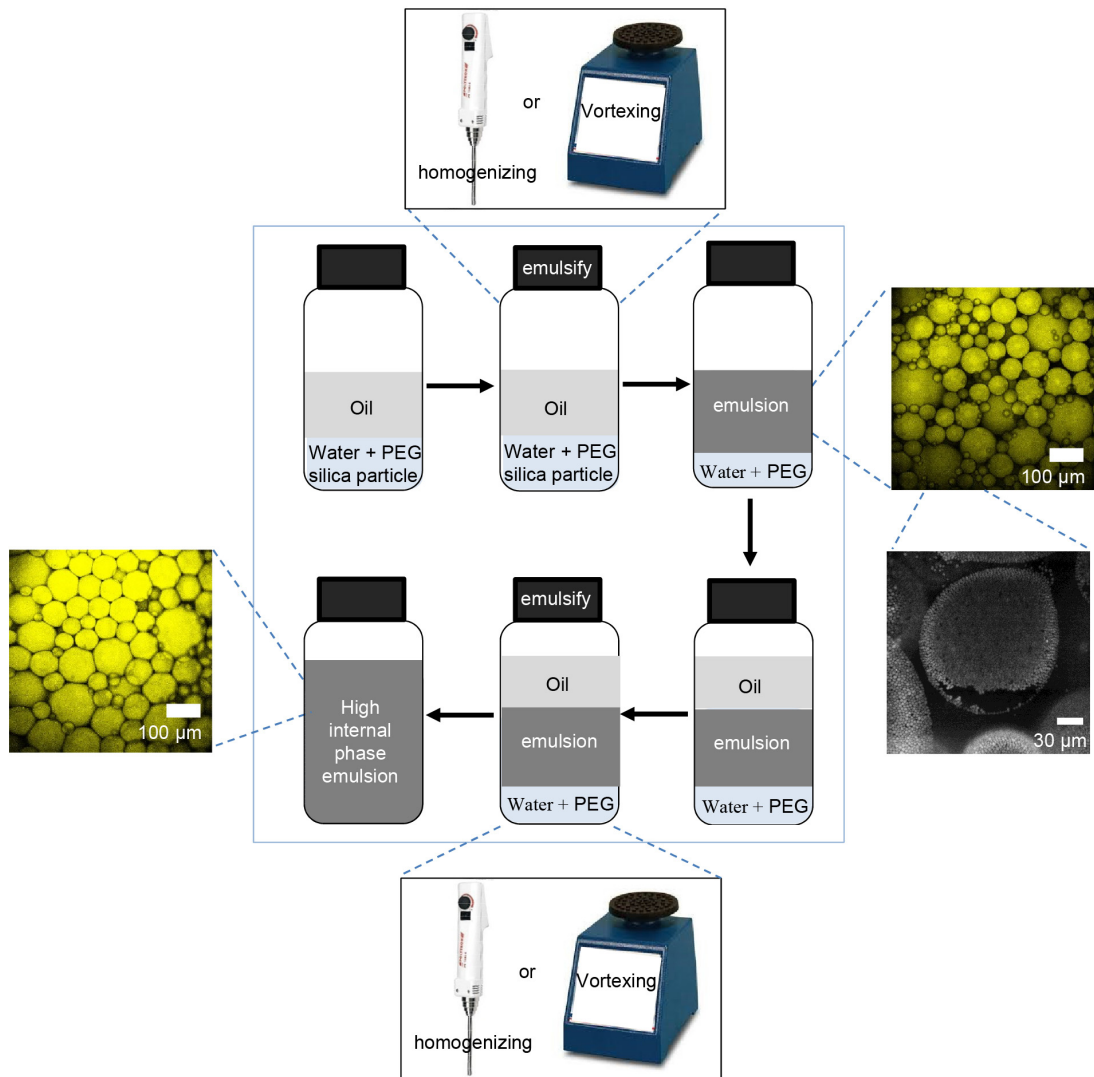 or
Vortexing
homogenizing
emulsify
Oil
Oil
emulsion
Water + PEG
silica particle
Water + PEG
silica particle
Water + PEG
100 µm
emulsify
Oil
Oil
High
internal
phase
emulsion
emulsion
emulsion
Water + PEG
Water + PEG
100 µm
30 µm
or
Vortexing
homogenizing